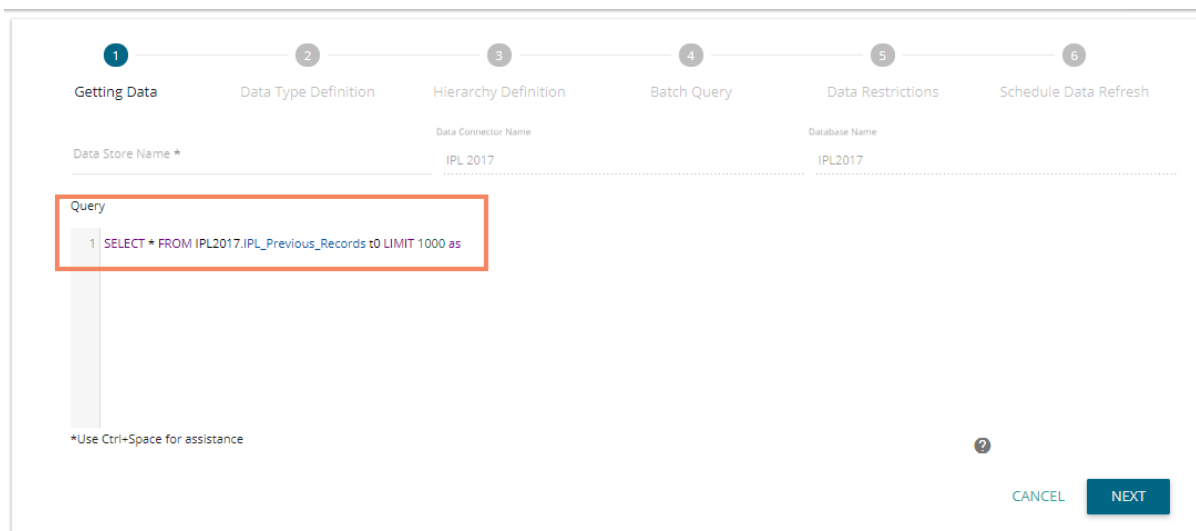 1 2 3 4 5 6
Getting Data Data Type Definition Hierarchy Definition Batch Query Data Restrictions Schedule Data Refresh
Data Connector Name Database Name
Data Store Name * IPL 2017 IPL2017
Query
1 SELECT * FROM IPL2017.IPL_Previous_Records t0 LIMIT 1000 as
*Use Ctrl+Space for assistance ?
CANCEL NEXT